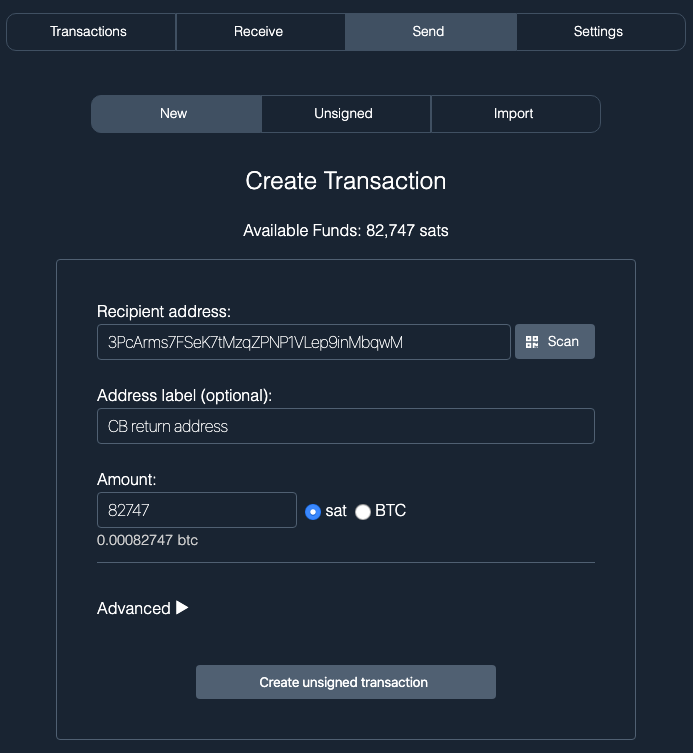 Transactions Receive Send Settings
New Unsigned Import
Create Transaction
Available Funds: 82,747 sats
Recipient address:
3PcArms7FSeK7tMzqZPNP1VLep9inMbqwM Scan
Address label (optional):
CB return address
Amount:
82747 sat BTC
0.00082747 btc
Advanced ▶
Create unsigned transaction